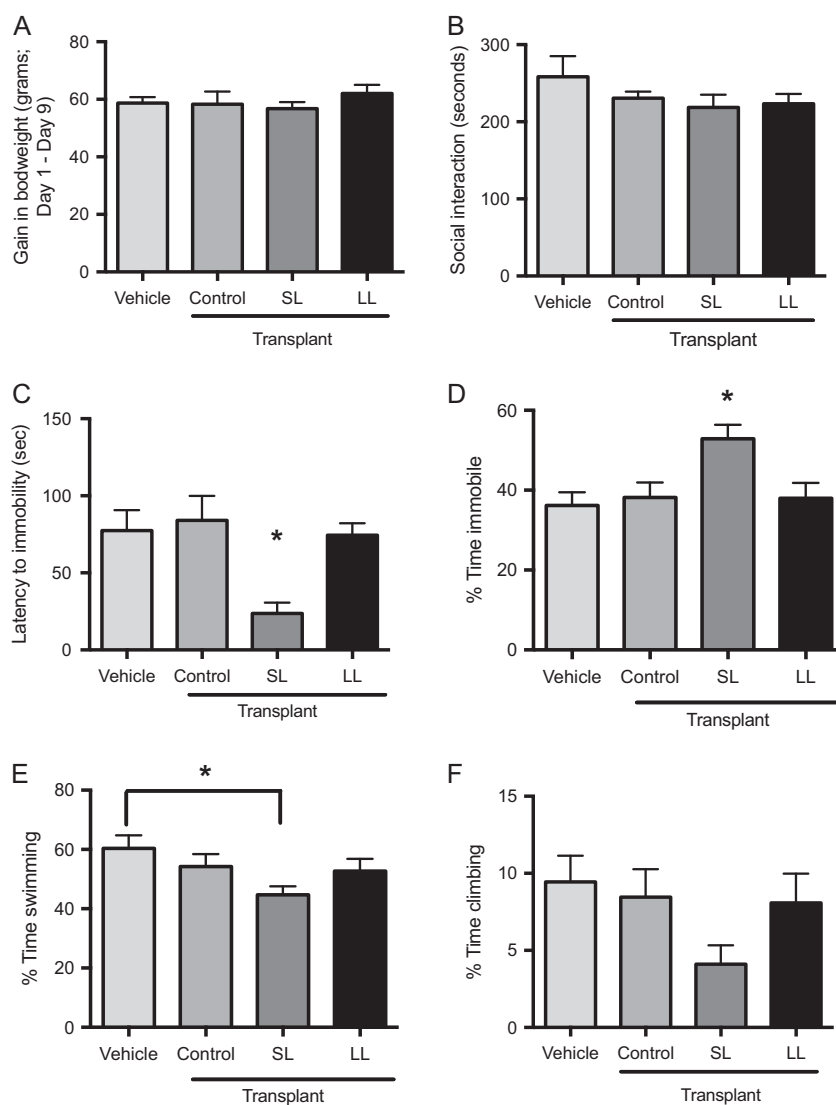 A
Gain in bodweight (grams;
Day 1 - Day 9)
80
60
40
20
0
Vehicle Control SL LL
Transplant
B
Social interaction (seconds)
300
200
100
0
Vehicle Control SL LL
Transplant
C
Latency to immobility (sec)
150
100
50
0
*
Vehicle Control SL LL
Transplant
D
% Time immobile
60
40
20
0
*
Vehicle Control SL LL
Transplant
E
% Time swimming
80
60
40
20
0
*
Vehicle Control SL LL
Transplant
F
% Time climbing
15
10
5
0
Vehicle Control SL LL
Transplant